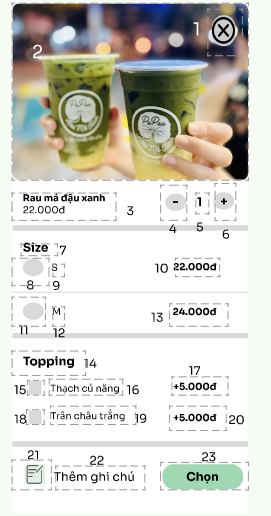 1
2
PaPaw
PaPaw
Rau má đậu xanh
22.000đ
3
- 1 +
4
5
6
Size
7
S
8
9
10
22.000đ
M
11
12
13
24.000đ
Topping
14
15
Thạch củ năng
16
17
+5.000đ
18
Trân châu trắng
19
+5.000đ
20
21
22
Thêm ghi chú
23
Chọn